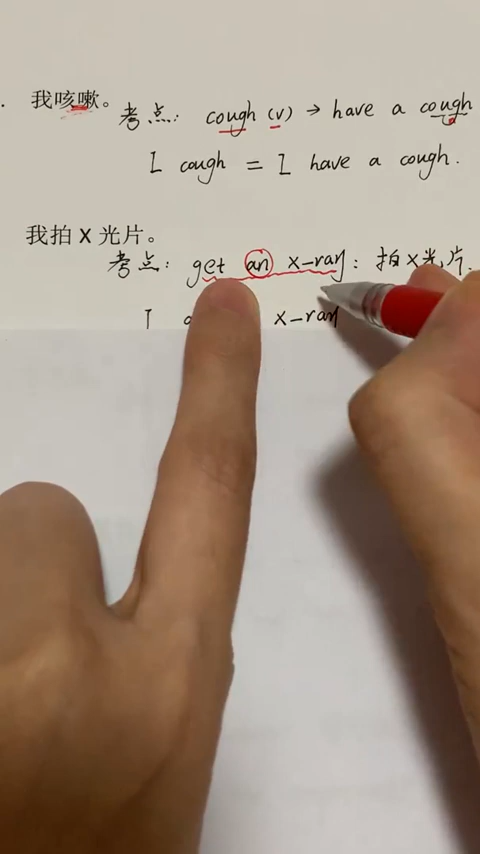 . 我咳嗽。 考点: cough (v) → have a cough
I cough = I have a cough.
我拍 X 光片。
考点: get an x-ray: 拍X光片.
I x-ray